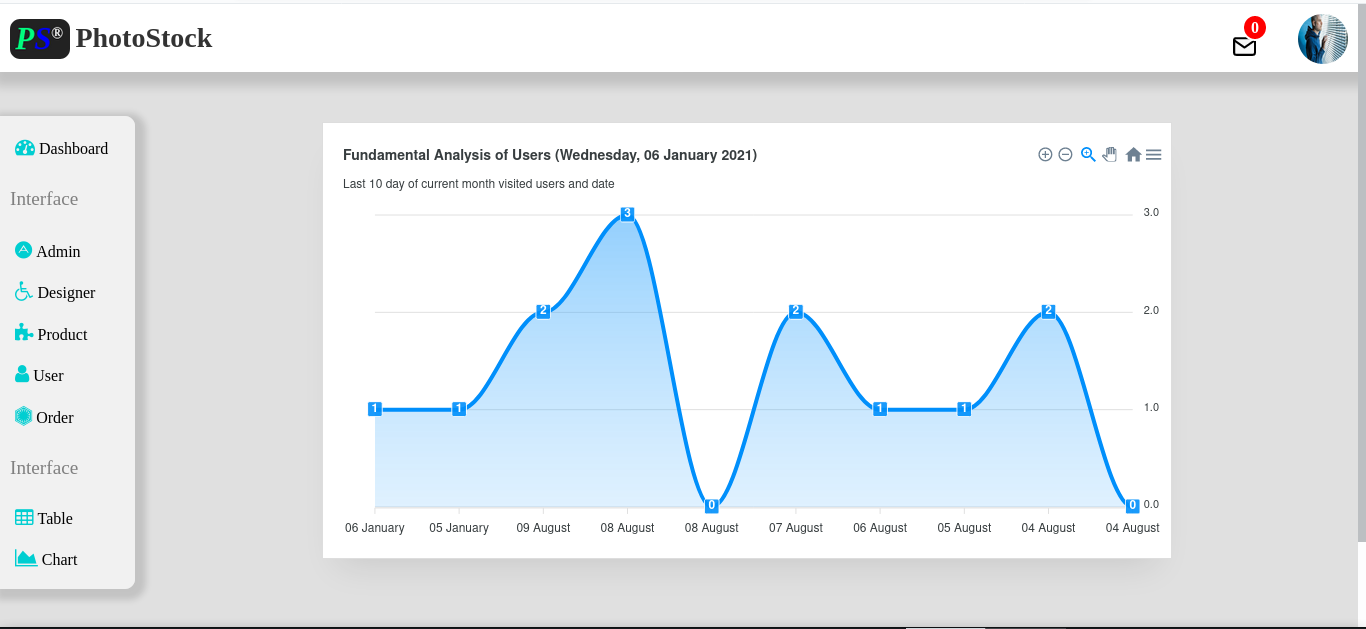 PS® PhotoStock
0
Dashboard
Interface
Admin
Designer
Product
User
Order
Interface
Table
Chart
Fundamental Analysis of Users (Wednesday, 06 January 2021)
Last 10 day of current month visited users and date
3.0
2.0
1.0
0.0
1 1 2 3 0 2 1 1 2 0
06 January 05 January 09 August 08 August 08 August 07 August 06 August 05 August 04 August 04 August